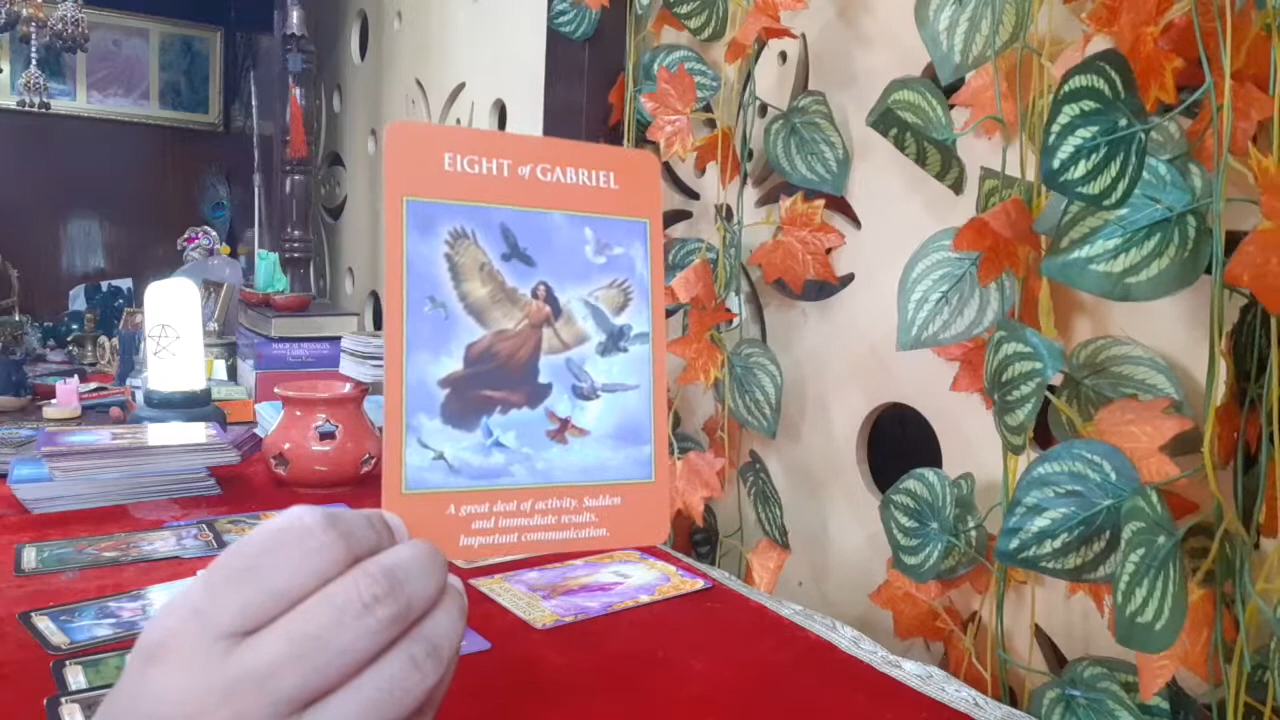 EIGHT of GABRIEL
A great deal of activity. Sudden
and immediate results.
Important communication.
MAGICAL MESSAGES
FAIRIES